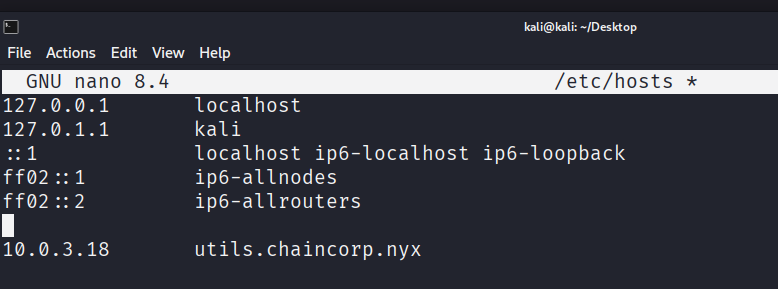 kali@kali: ~/Desktop
File Actions Edit View Help
GNU nano 8.4 /etc/hosts *
127.0.0.1 localhost
127.0.1.1 kali
::1 localhost ip6-localhost ip6-loopback
ff02::1 ip6-allnodes
ff02::2 ip6-allrouters
10.0.3.18 utils.chaincorp.nyx